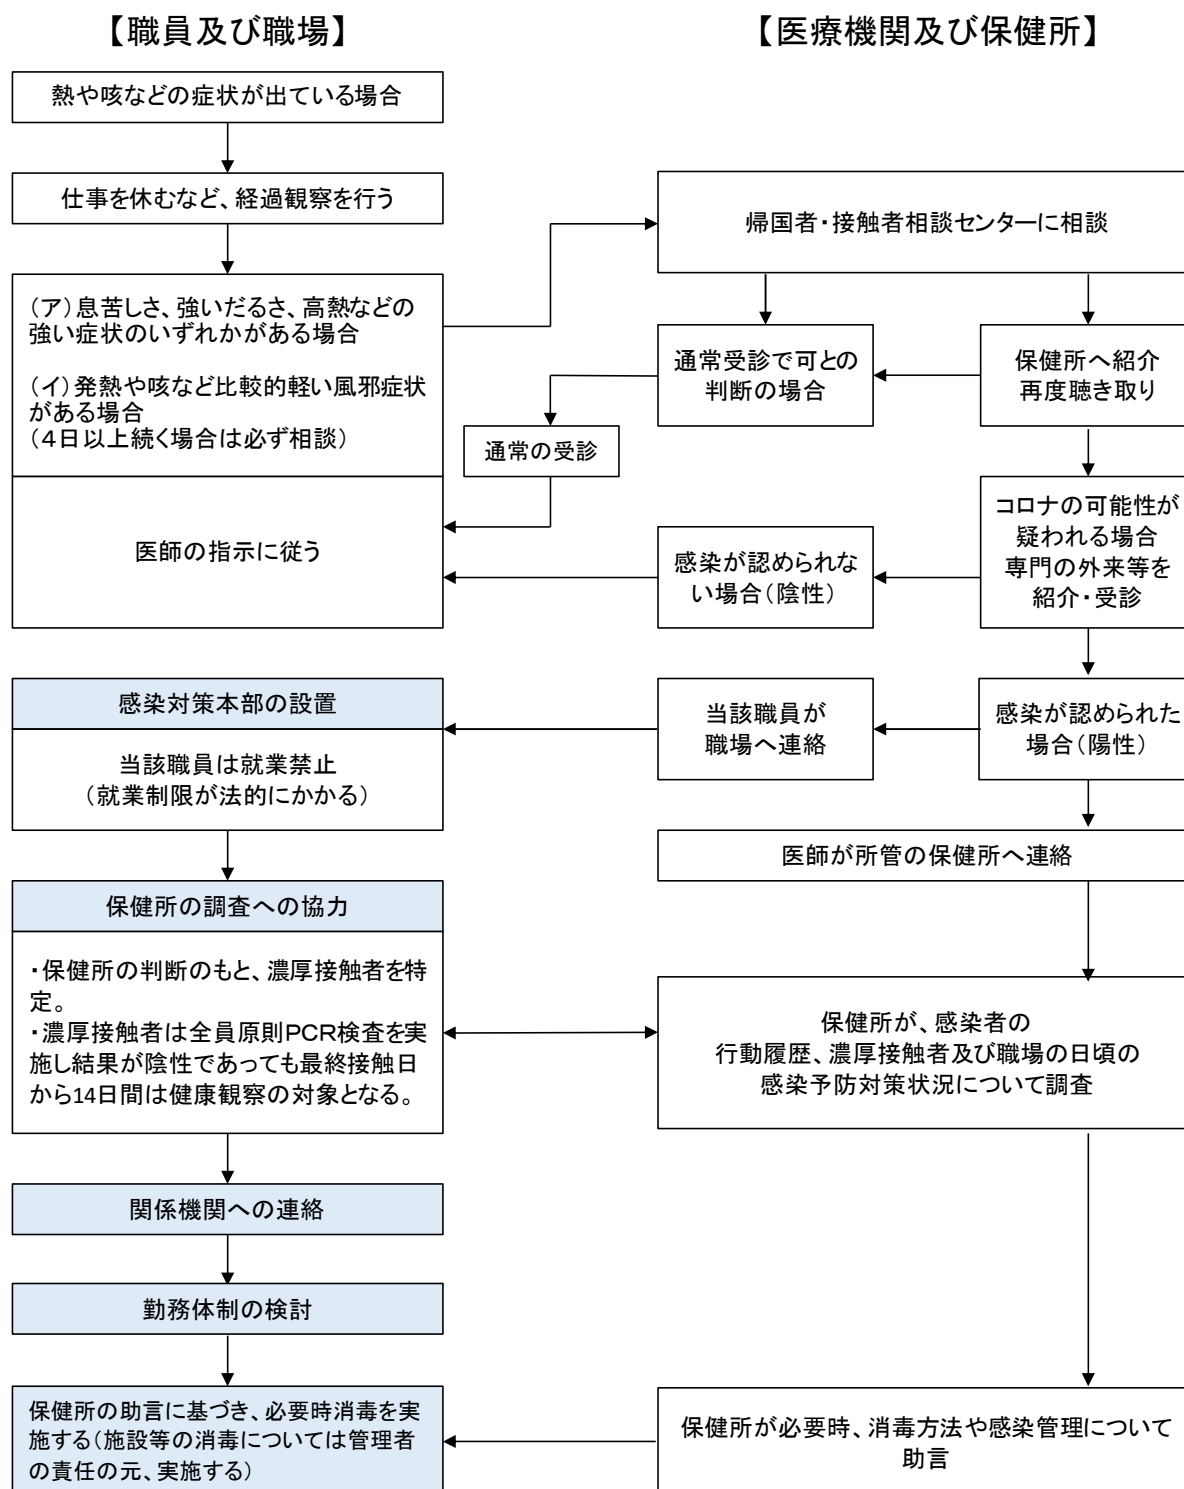 【職員及び職場】
【医療機関及び保健所】
熱や咳などの症状が出ている場合
仕事を休むなど、経過観察を行う
帰国者・接触者相談センターに相談
（ア）息苦しさ、強いだるさ、高熱などの
強い症状のいずれかがある場合
（イ）発熱や咳など比較的軽い風邪症状
がある場合
（４日以上続く場合は必ず相談）
通常受診で可との
判断の場合
保健所へ紹介
再度聴き取り
通常の受診
医師の指示に従う
感染が認められな
い場合（陰性）
コロナの可能性が
疑われる場合
専門の外来等を
紹介・受診
感染対策本部の設置
当該職員は就業禁止
（就業制限が法的にかかる）
当該職員が
職場へ連絡
感染が認められた
場合（陽性）
医師が所管の保健所へ連絡
保健所の調査への協力
・保健所の判断のもと、濃厚接触者を特
定。
・濃厚接触者は全員原則PCR検査を実
施し結果が陰性であっても最終接触日
から14日間は健康観察の対象となる。
保健所が、感染者の
行動履歴、濃厚接触者及び職場の日頃の
感染予防対策状況について調査
関係機関への連絡
勤務体制の検討
保健所の助言に基づき、必要時消毒を実
施する（施設等の消毒については管理者
の責任の元、実施する）
保健所が必要時、消毒方法や感染管理について
助言